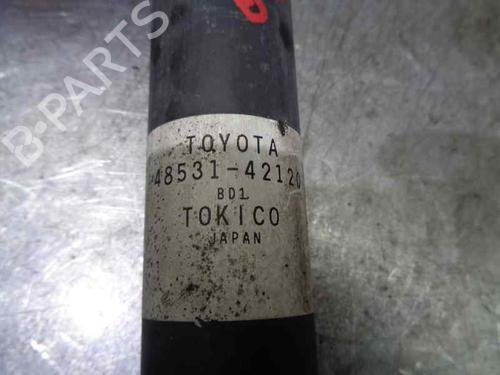 B-PARTS
TOYOTA
48531-42120
BD1
TOKICO
JAPAN